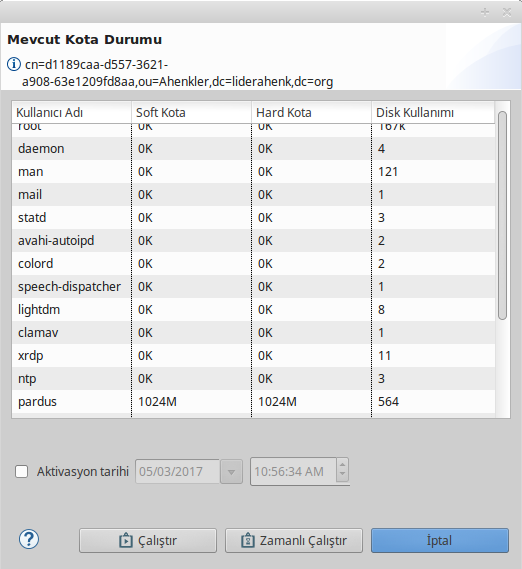 Mevcut Kota Durumu
cn=d1189caa-d557-3621-
a908-63e1209fd8aa,ou=Ahenkler,dc=liderahenk,dc=org
Kullanıcı Adı Soft Kota Hard Kota Disk Kullanımı
root 0K 0K 167k
daemon 0K 0K 4
man 0K 0K 121
mail 0K 0K 1
statd 0K 0K 3
avahi-autoipd 0K 0K 2
colord 0K 0K 2
speech-dispatcher 0K 0K 1
lightdm 0K 0K 8
clamav 0K 0K 1
xrdp 0K 0K 11
ntp 0K 0K 3
pardus 1024M 1024M 564
Aktivasyon tarihi 05/03/2017 10:56:34 AM
Çalıştır Zamanlı Çalıştır İptal